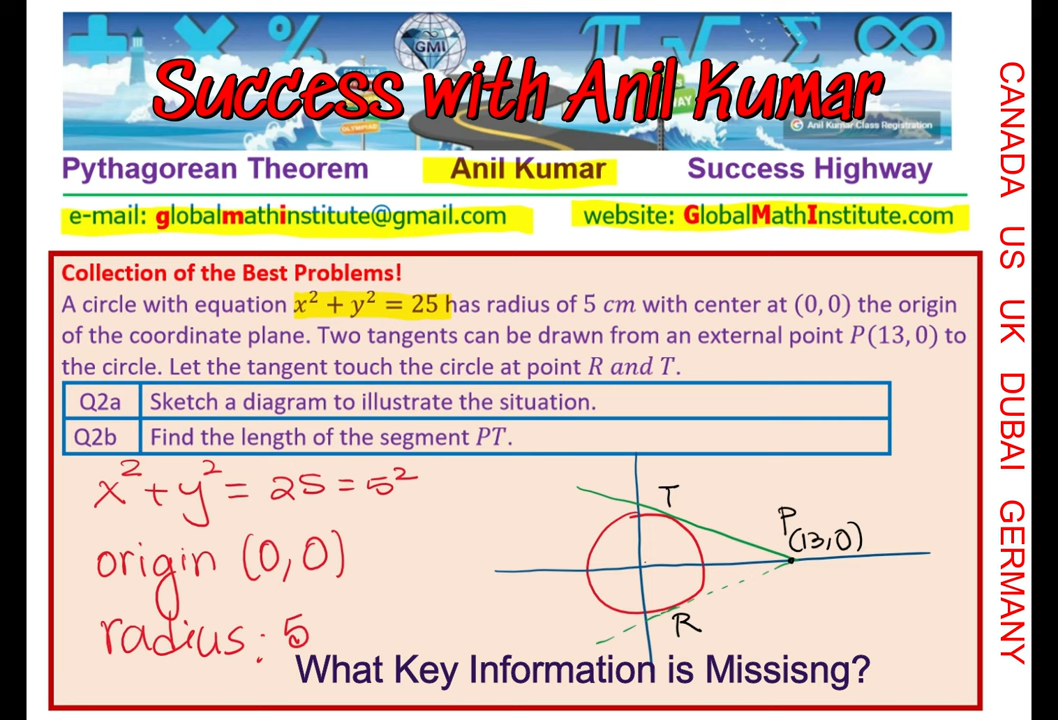 GMI
Success with Anil Kumar
Anil Kumar Class Registration
Pythagorean Theorem Anil Kumar Success Highway
e-mail: globalmathinstitute@gmail.com website: GlobalMathInstitute.com
CANADA US UK DUBAI GERMANY
Collection of the Best Problems!
A circle with equation x² + y² = 25 has radius of 5 cm with center at (0, 0) the origin
of the coordinate plane. Two tangents can be drawn from an external point P(13, 0) to
the circle. Let the tangent touch the circle at point R and T.
Q2a Sketch a diagram to illustrate the situation.
Q2b Find the length of the segment PT.
x² + y² = 25 = 5²
origin (0,0)
radius: 5
T
P
(13,0)
R
What Key Information is Missisng?